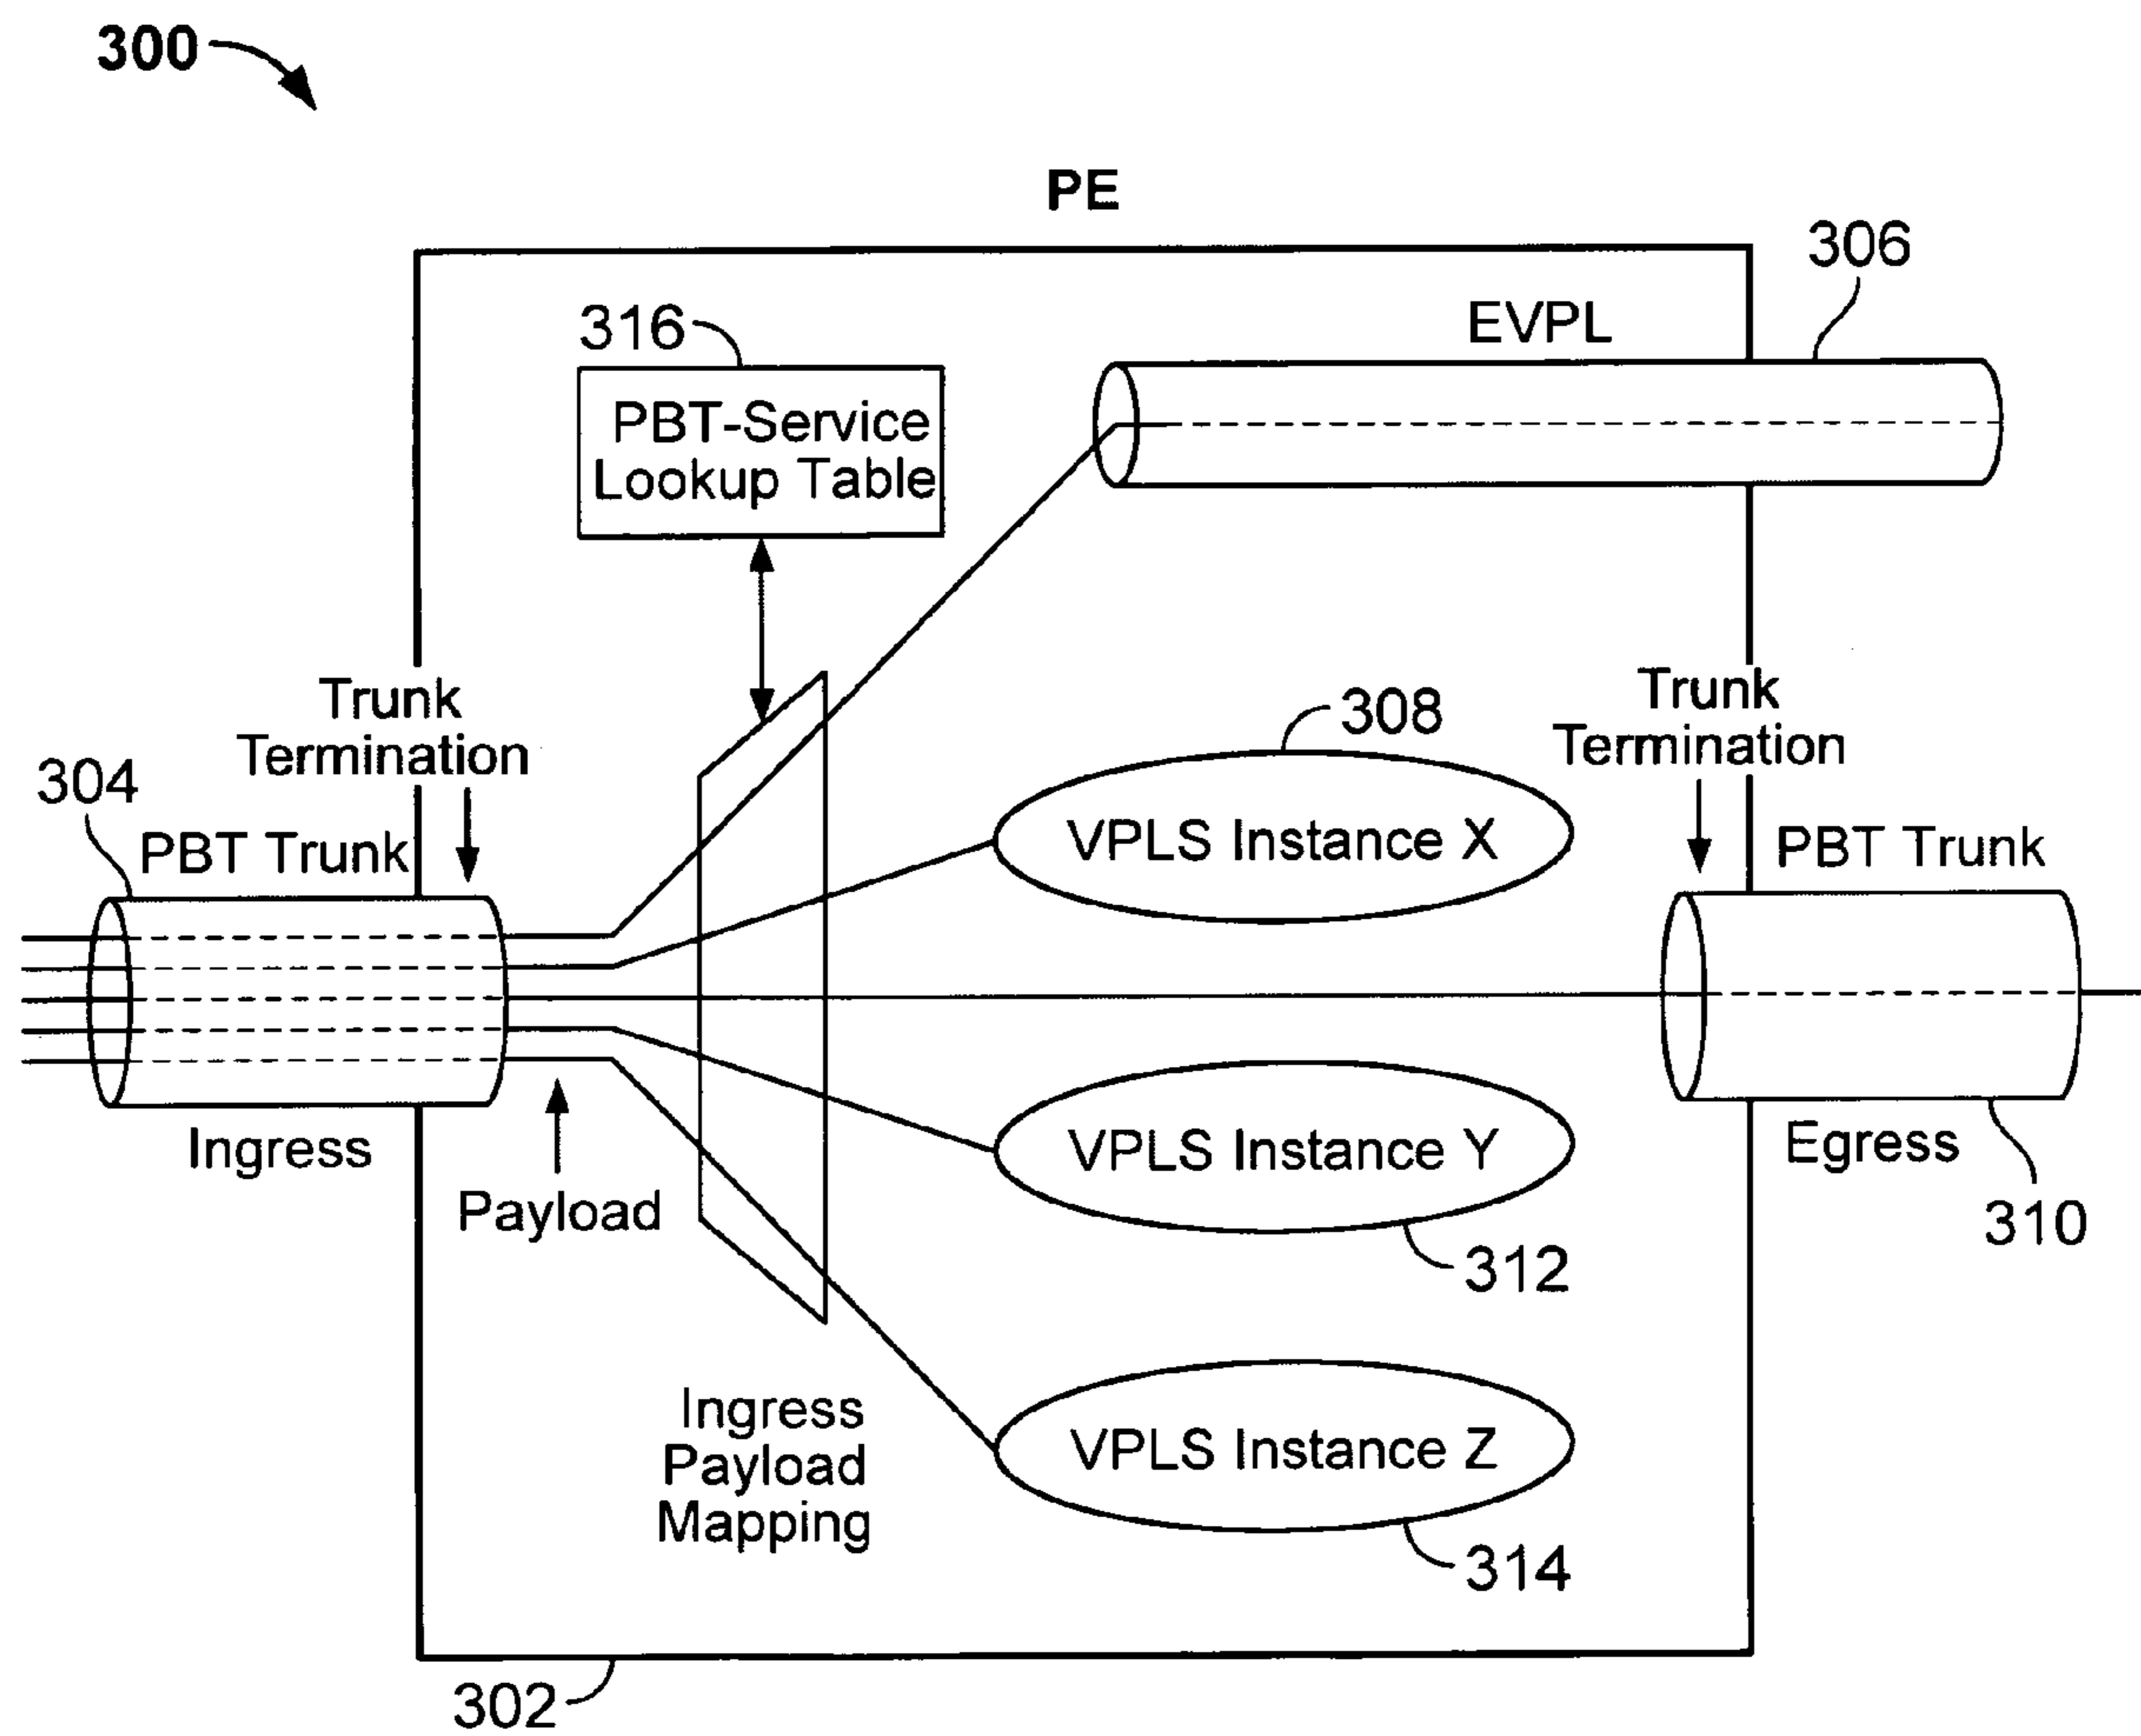 300
PE
306
EVPL
316
PBT-Service
Lookup Table
Trunk
Termination
308
Trunk
Termination
304
PBT Trunk
VPLS Instance X
PBT Trunk
Ingress
Payload
VPLS Instance Y
Egress
310
312
Ingress
Payload
Mapping
VPLS Instance Z
314
302